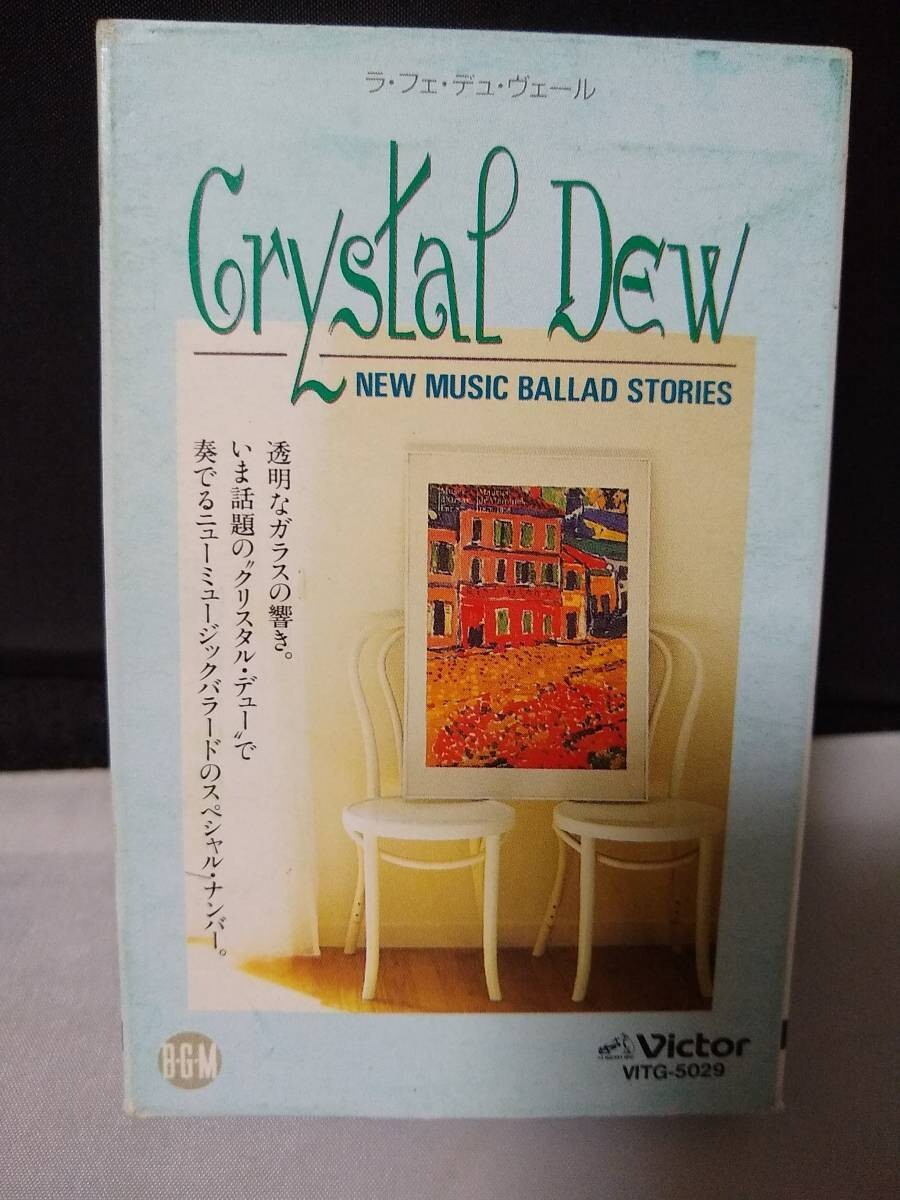 ラ・フェ・デュ・ヴェール
Crystal Dew
NEW MUSIC BALLAD STORIES
透明なガラスの響き。
いま話題の〝クリスタル・デュー〟で
奏でるニューミュージックバラードのスペシャル・ナンバー。
B・G・M
Victor
VITG-5029